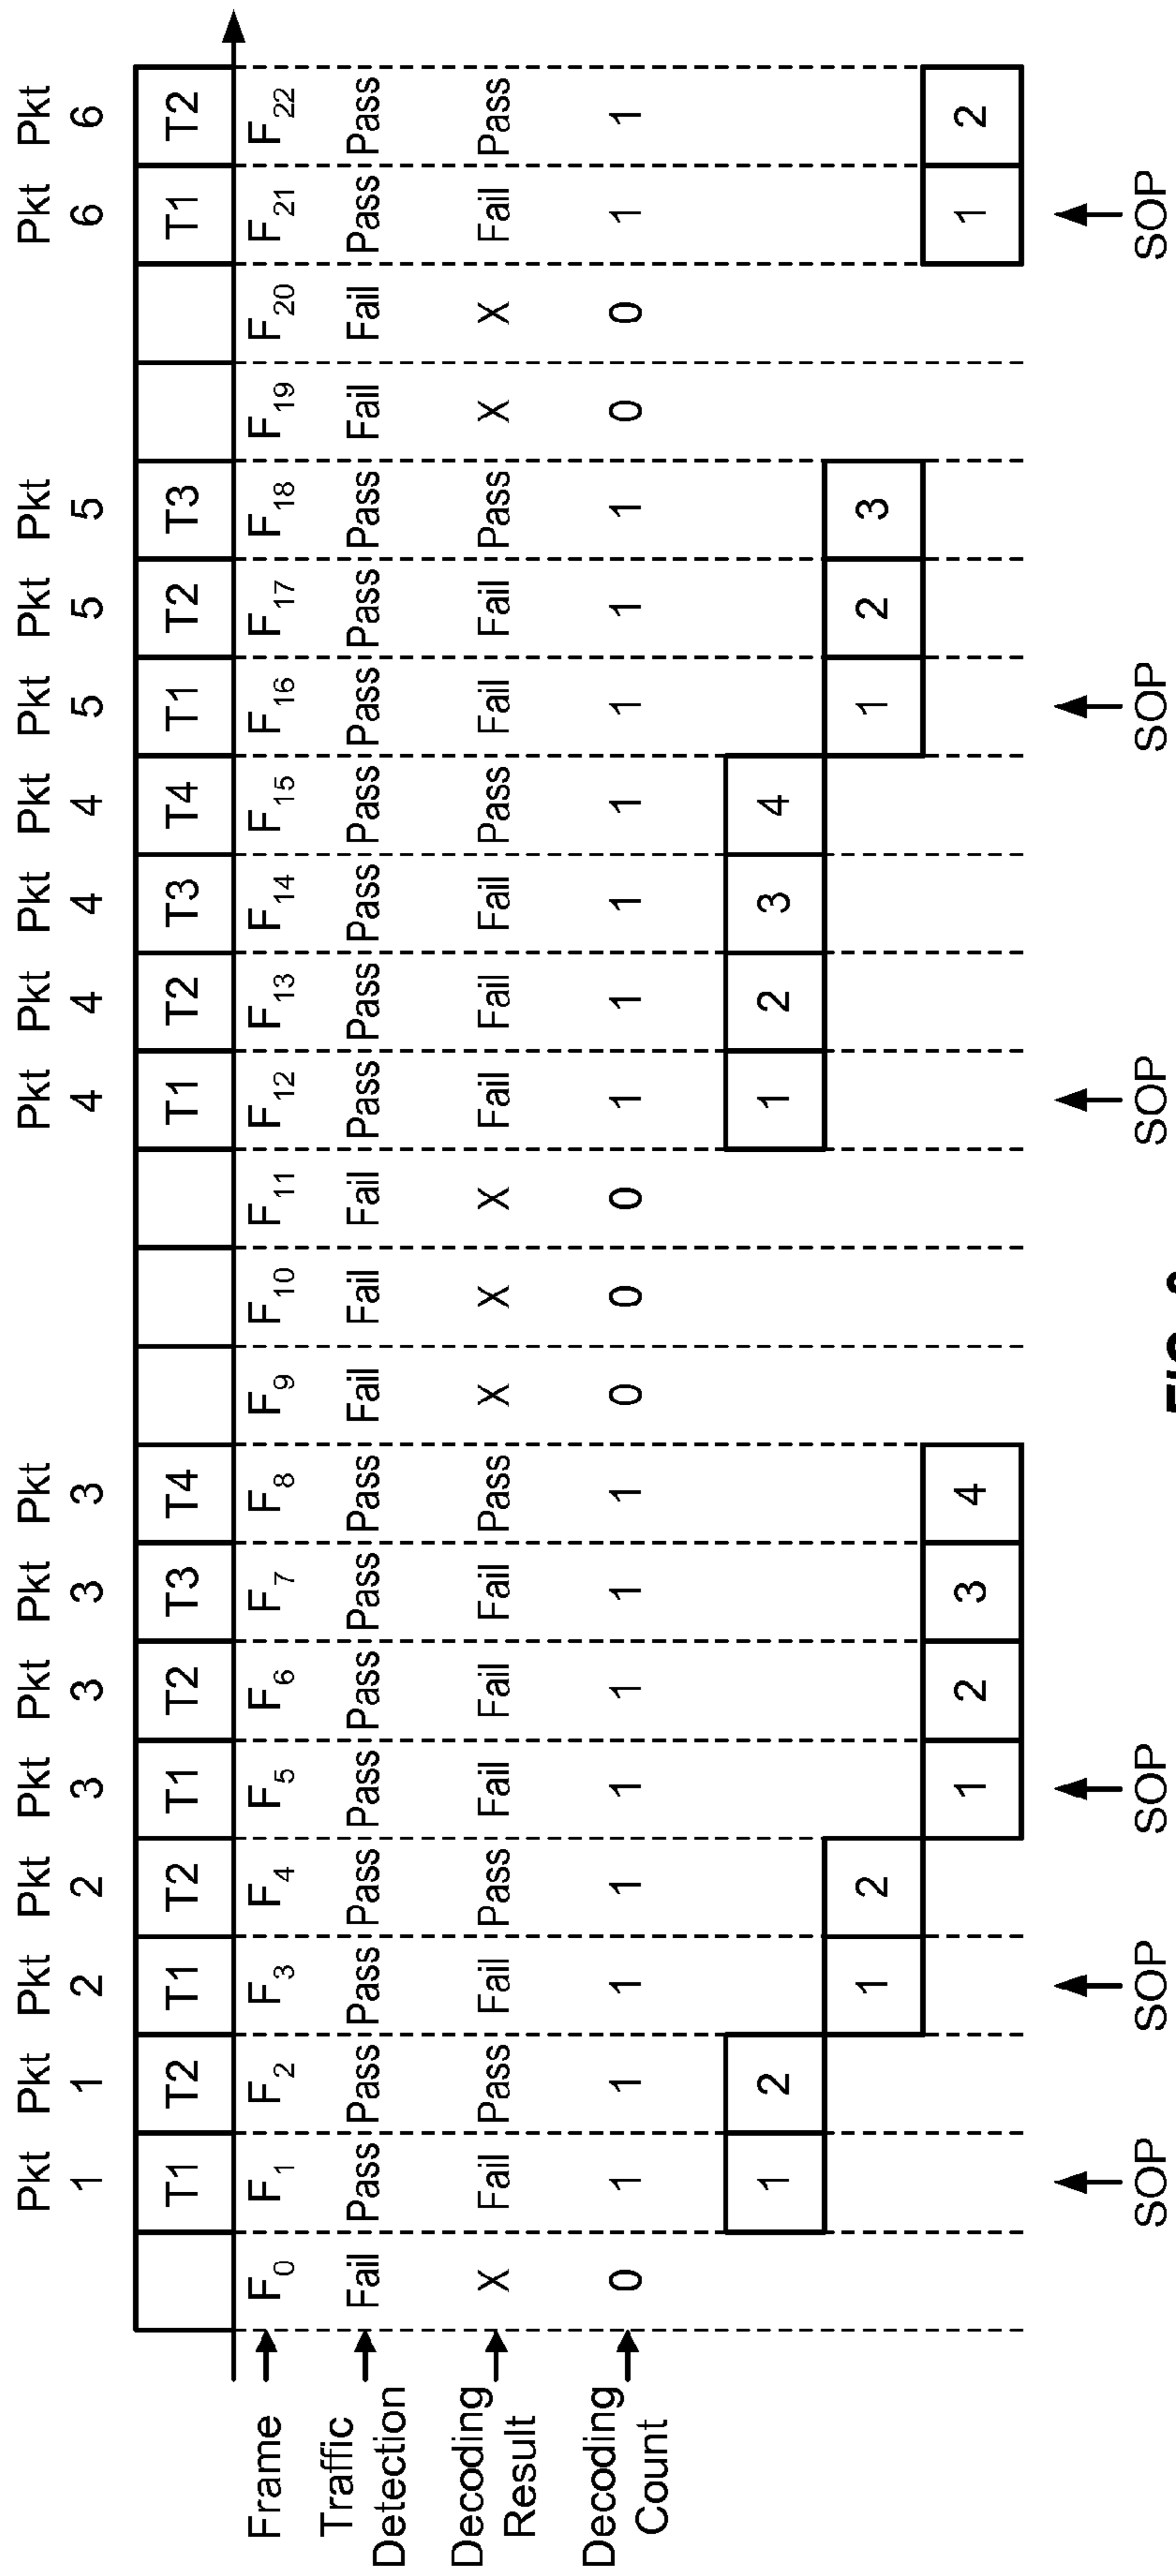 Pkt Pkt Pkt Pkt Pkt Pkt Pkt Pkt Pkt Pkt Pkt Pkt Pkt Pkt Pkt Pkt Pkt
1 1 2 2 3 3 3 3 4 4 4 4 5 5 5 6 6
T1 T2 T1 T2 T1 T2 T3 T4 T1 T2 T3 T4 T1 T2 T3 T1 T2
Frame F0 F1 F2 F3 F4 F5 F6 F7 F8 F9 F10 F11 F12 F13 F14 F15 F16 F17 F18 F19 F20 F21 F22
Traffic
Detection Fail Pass Pass Pass Pass Pass Pass Pass Pass Fail Fail Fail Pass Pass Pass Pass Pass Pass Pass Fail Fail Pass Pass
Decoding
Result X Fail Pass Fail Pass Fail Fail Fail Pass X X X Fail Fail Fail Pass Fail Fail Pass X X Fail Pass
Decoding
Count 0 1 1 1 1 1 1 1 1 0 0 0 1 1 1 1 1 1 1 0 0 1 1
1 2 1 2 3 4
1 2 1 2 3
1 2 3 4 1 2
SOP SOP SOP SOP SOP SOP
FIG.